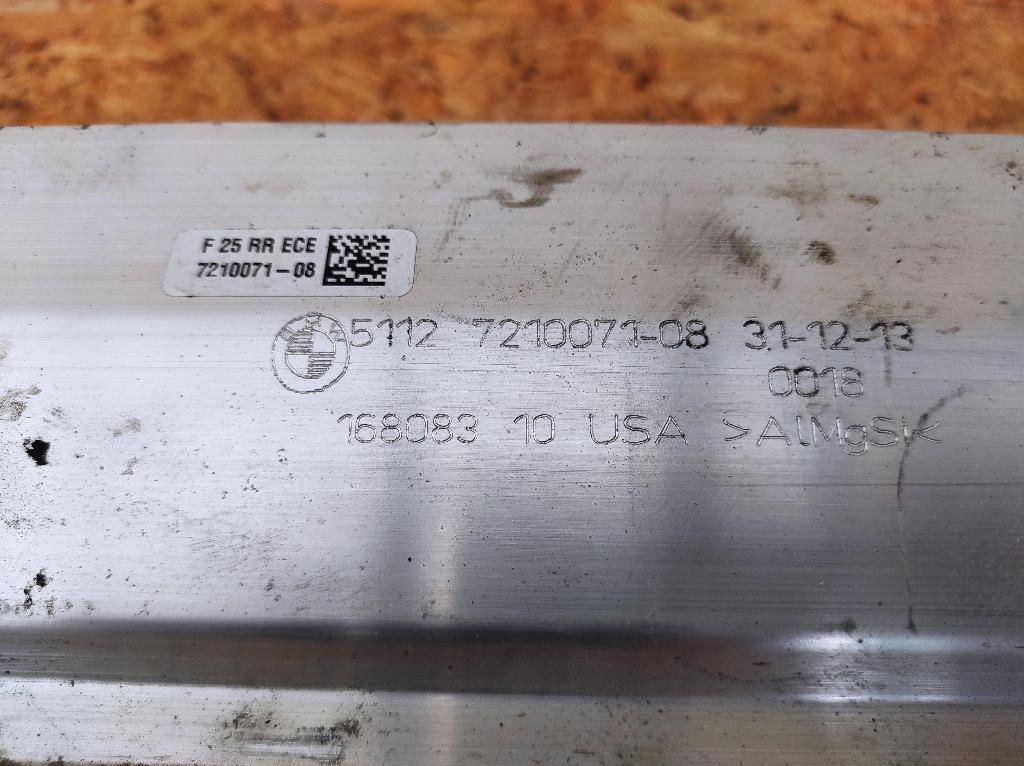 F 25 RR ECE
7210071-08
5112 7210071-08 31-12-13
0018
168083 10 USA >AlMgSi<